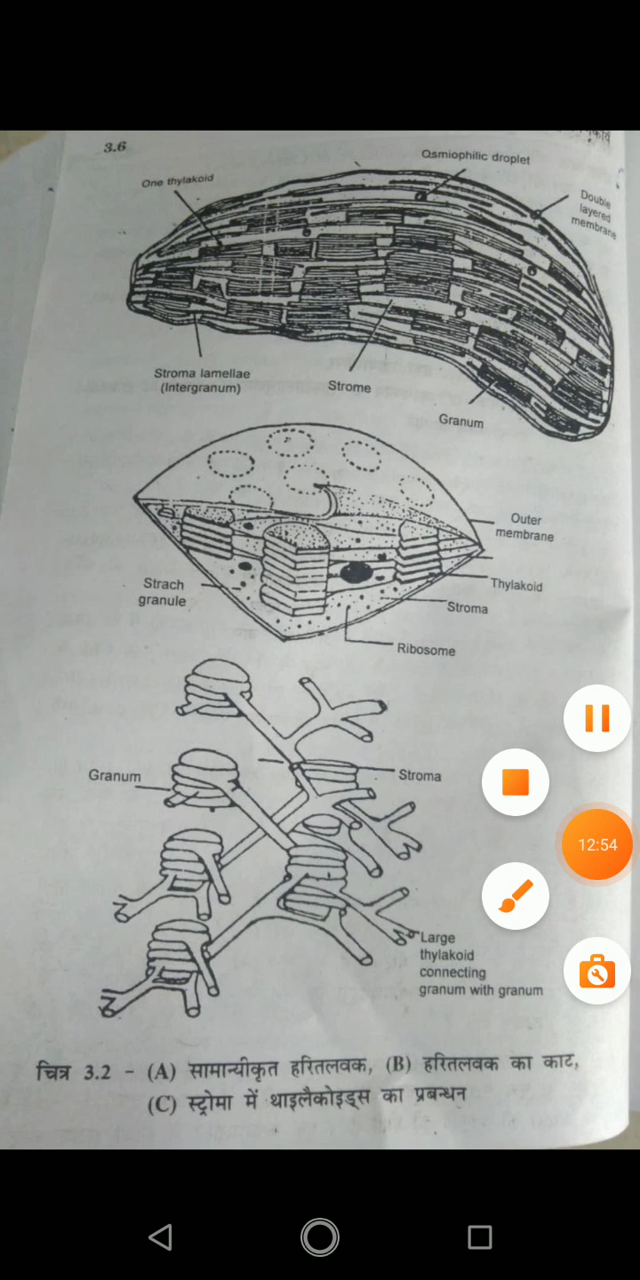 3.6
Qsmiophilic droplet
One thylakoid
Double
layered
membrane
Stroma lamellae
(Intergranum)
Strome
Granum
Outer
membrane
Thylakoid
Strach
granule
Stroma
Ribosome
Granum
Stroma
12:54
Large
thylakoid
connecting
granum with granum
चित्र 3.2 - (A) सामान्यीकृत हरितलवक, (B) हरितलवक का काट,
(C) स्ट्रोमा में थाइलैकोइड्स का प्रबन्धन